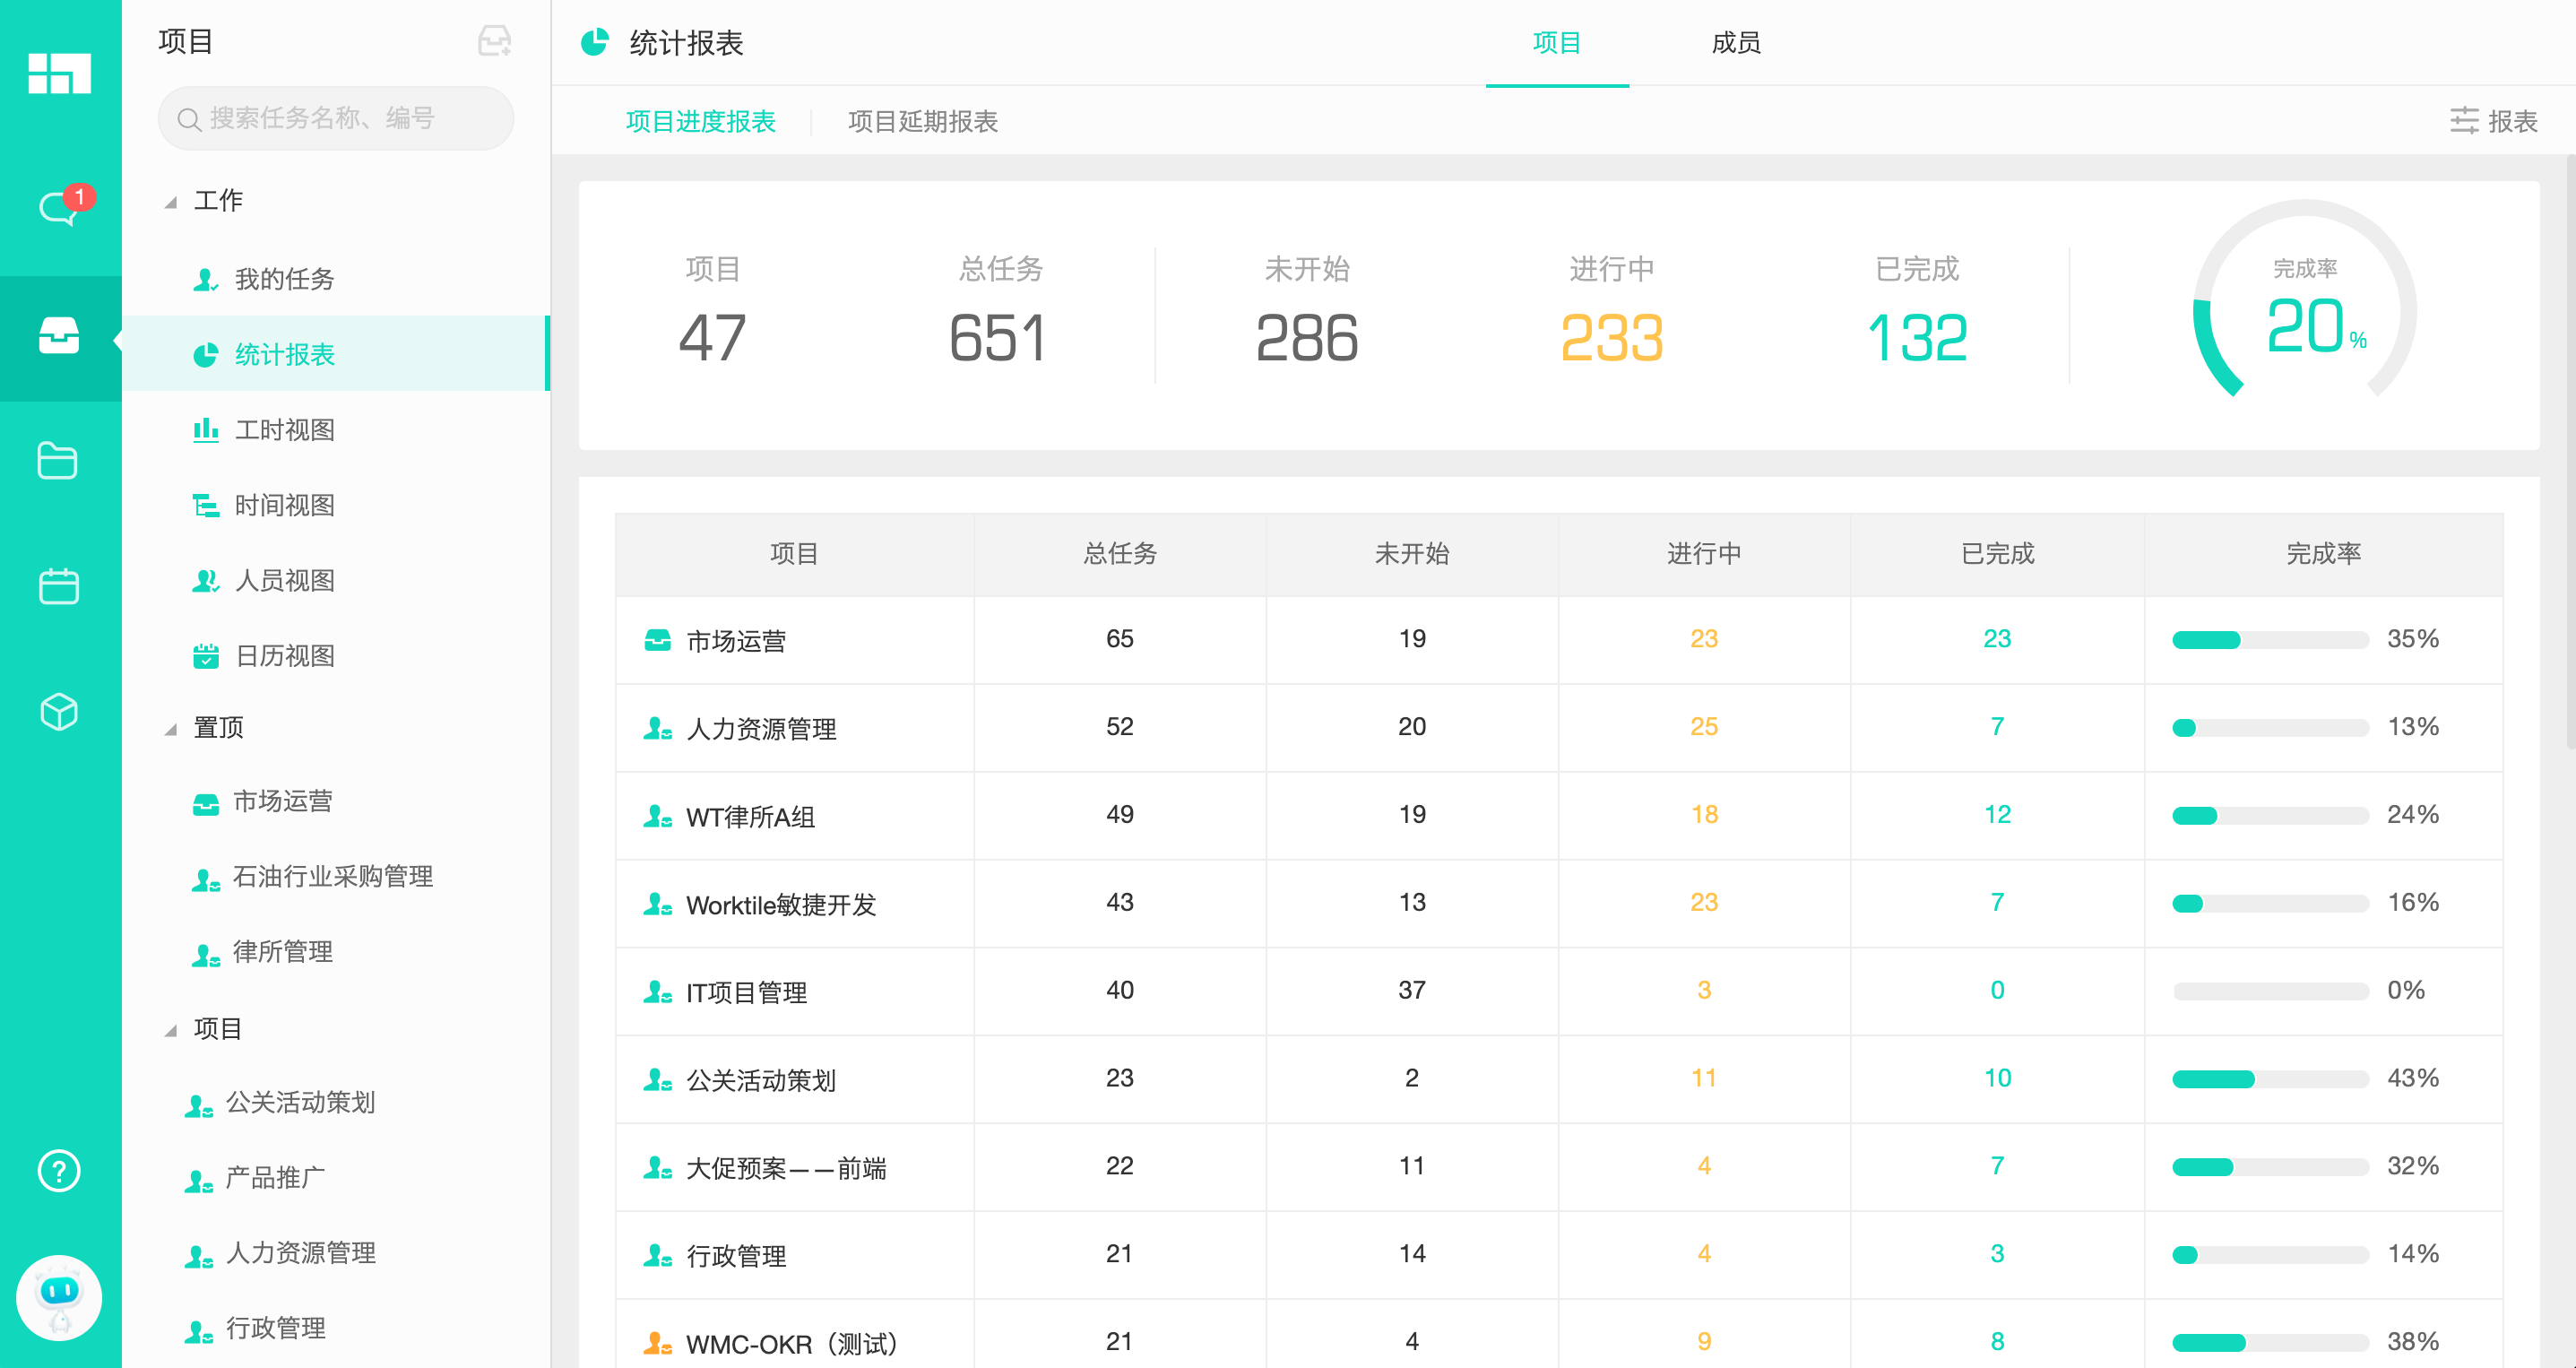 项目
搜索任务名称、编号
1
工作
我的任务
统计报表
工时视图
时间视图
人员视图
日历视图
置顶
市场运营
石油行业采购管理
律所管理
项目
公关活动策划
产品推广
人力资源管理
行政管理
?
统计报表
项目 成员
项目进度报表 项目延期报表 报表
项目 总任务 未开始 进行中 已完成 完成率
47 651 286 233 132 20%
项目 总任务 未开始 进行中 已完成 完成率
市场运营 65 19 23 23 35%
人力资源管理 52 20 25 7 13%
WT律所A组 49 19 18 12 24%
Worktile敏捷开发 43 13 23 7 16%
IT项目管理 40 37 3 0 0%
公关活动策划 23 2 11 10 43%
大促预案——前端 22 11 4 7 32%
行政管理 21 14 4 3 14%
WMC-OKR（测试） 21 4 9 8 38%